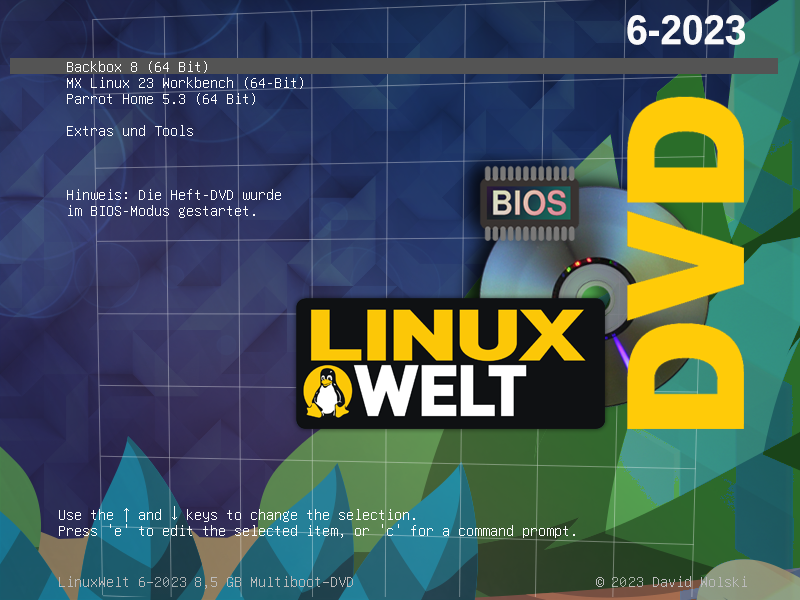 6-2023
Backbox 8 (64 Bit)
MX Linux 23 Workbench (64-Bit)
Parrot Home 5.3 (64 Bit)
Extras und Tools
Hinweis: Die Heft-DVD wurde
im BIOS-Modus gestartet.
BIOS
DVD
LINUX
WELT
Use the ↑ and ↓ keys to change the selection.
Press 'e' to edit the selected item, or 'c' for a command prompt.
LinuxWelt 6-2023 8,5 GB Multiboot-DVD
© 2023 David Wolski